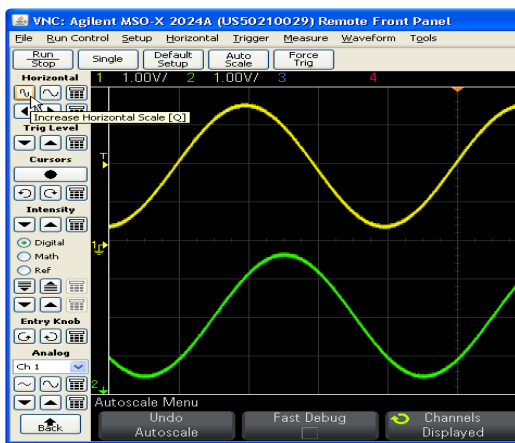 VNC: Agilent MSO-X 2024A (US50210029) Remote Front Panel
File Run Control Setup Horizontal Trigger Measure Waveform Tools
Run Stop Single Default Setup Auto Scale Force Trig
Horizontal 1 1.00V/ 2 1.00V/ 3 4
Increase Horizontal Scale [Q]
Trig Level
T
Cursors
Intensity
Digital
1
Math
Ref
Entry Knob
Analog
Ch 1
2
Autoscale Menu
Back
Undo Autoscale
Fast Debug
Channels Displayed